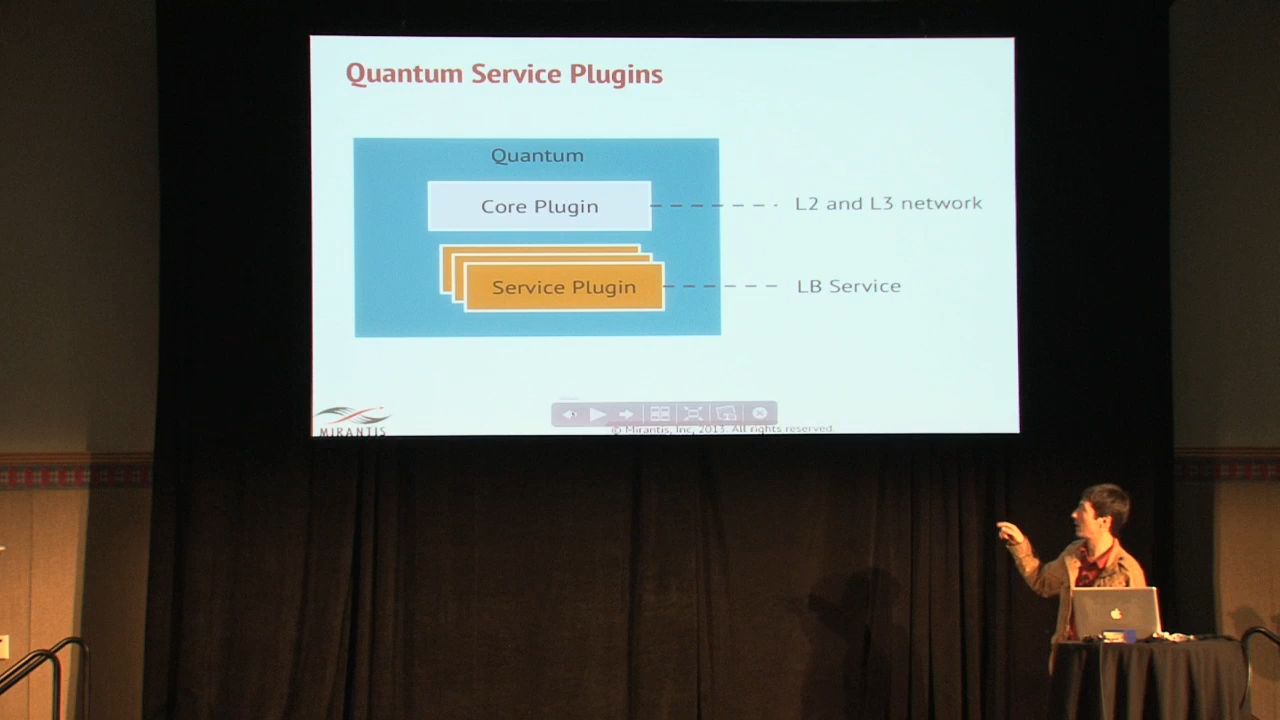 Quantum Service Plugins
Quantum
Core Plugin
L2 and L3 network
Service Plugin
LB Service
MIRANTIS
© Mirantis, Inc, 2013. All rights reserved.